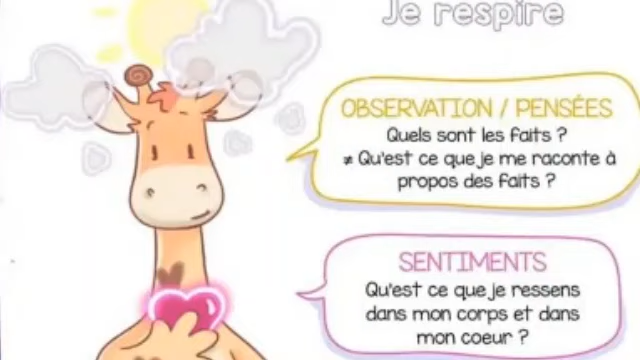 Je respire
OBSERVATION / PENSÉES
Quels sont les faits ?
≠ Qu'est ce que je me raconte à
propos des faits ?
SENTIMENTS
Qu'est ce que je ressens
dans mon corps et dans
mon coeur ?